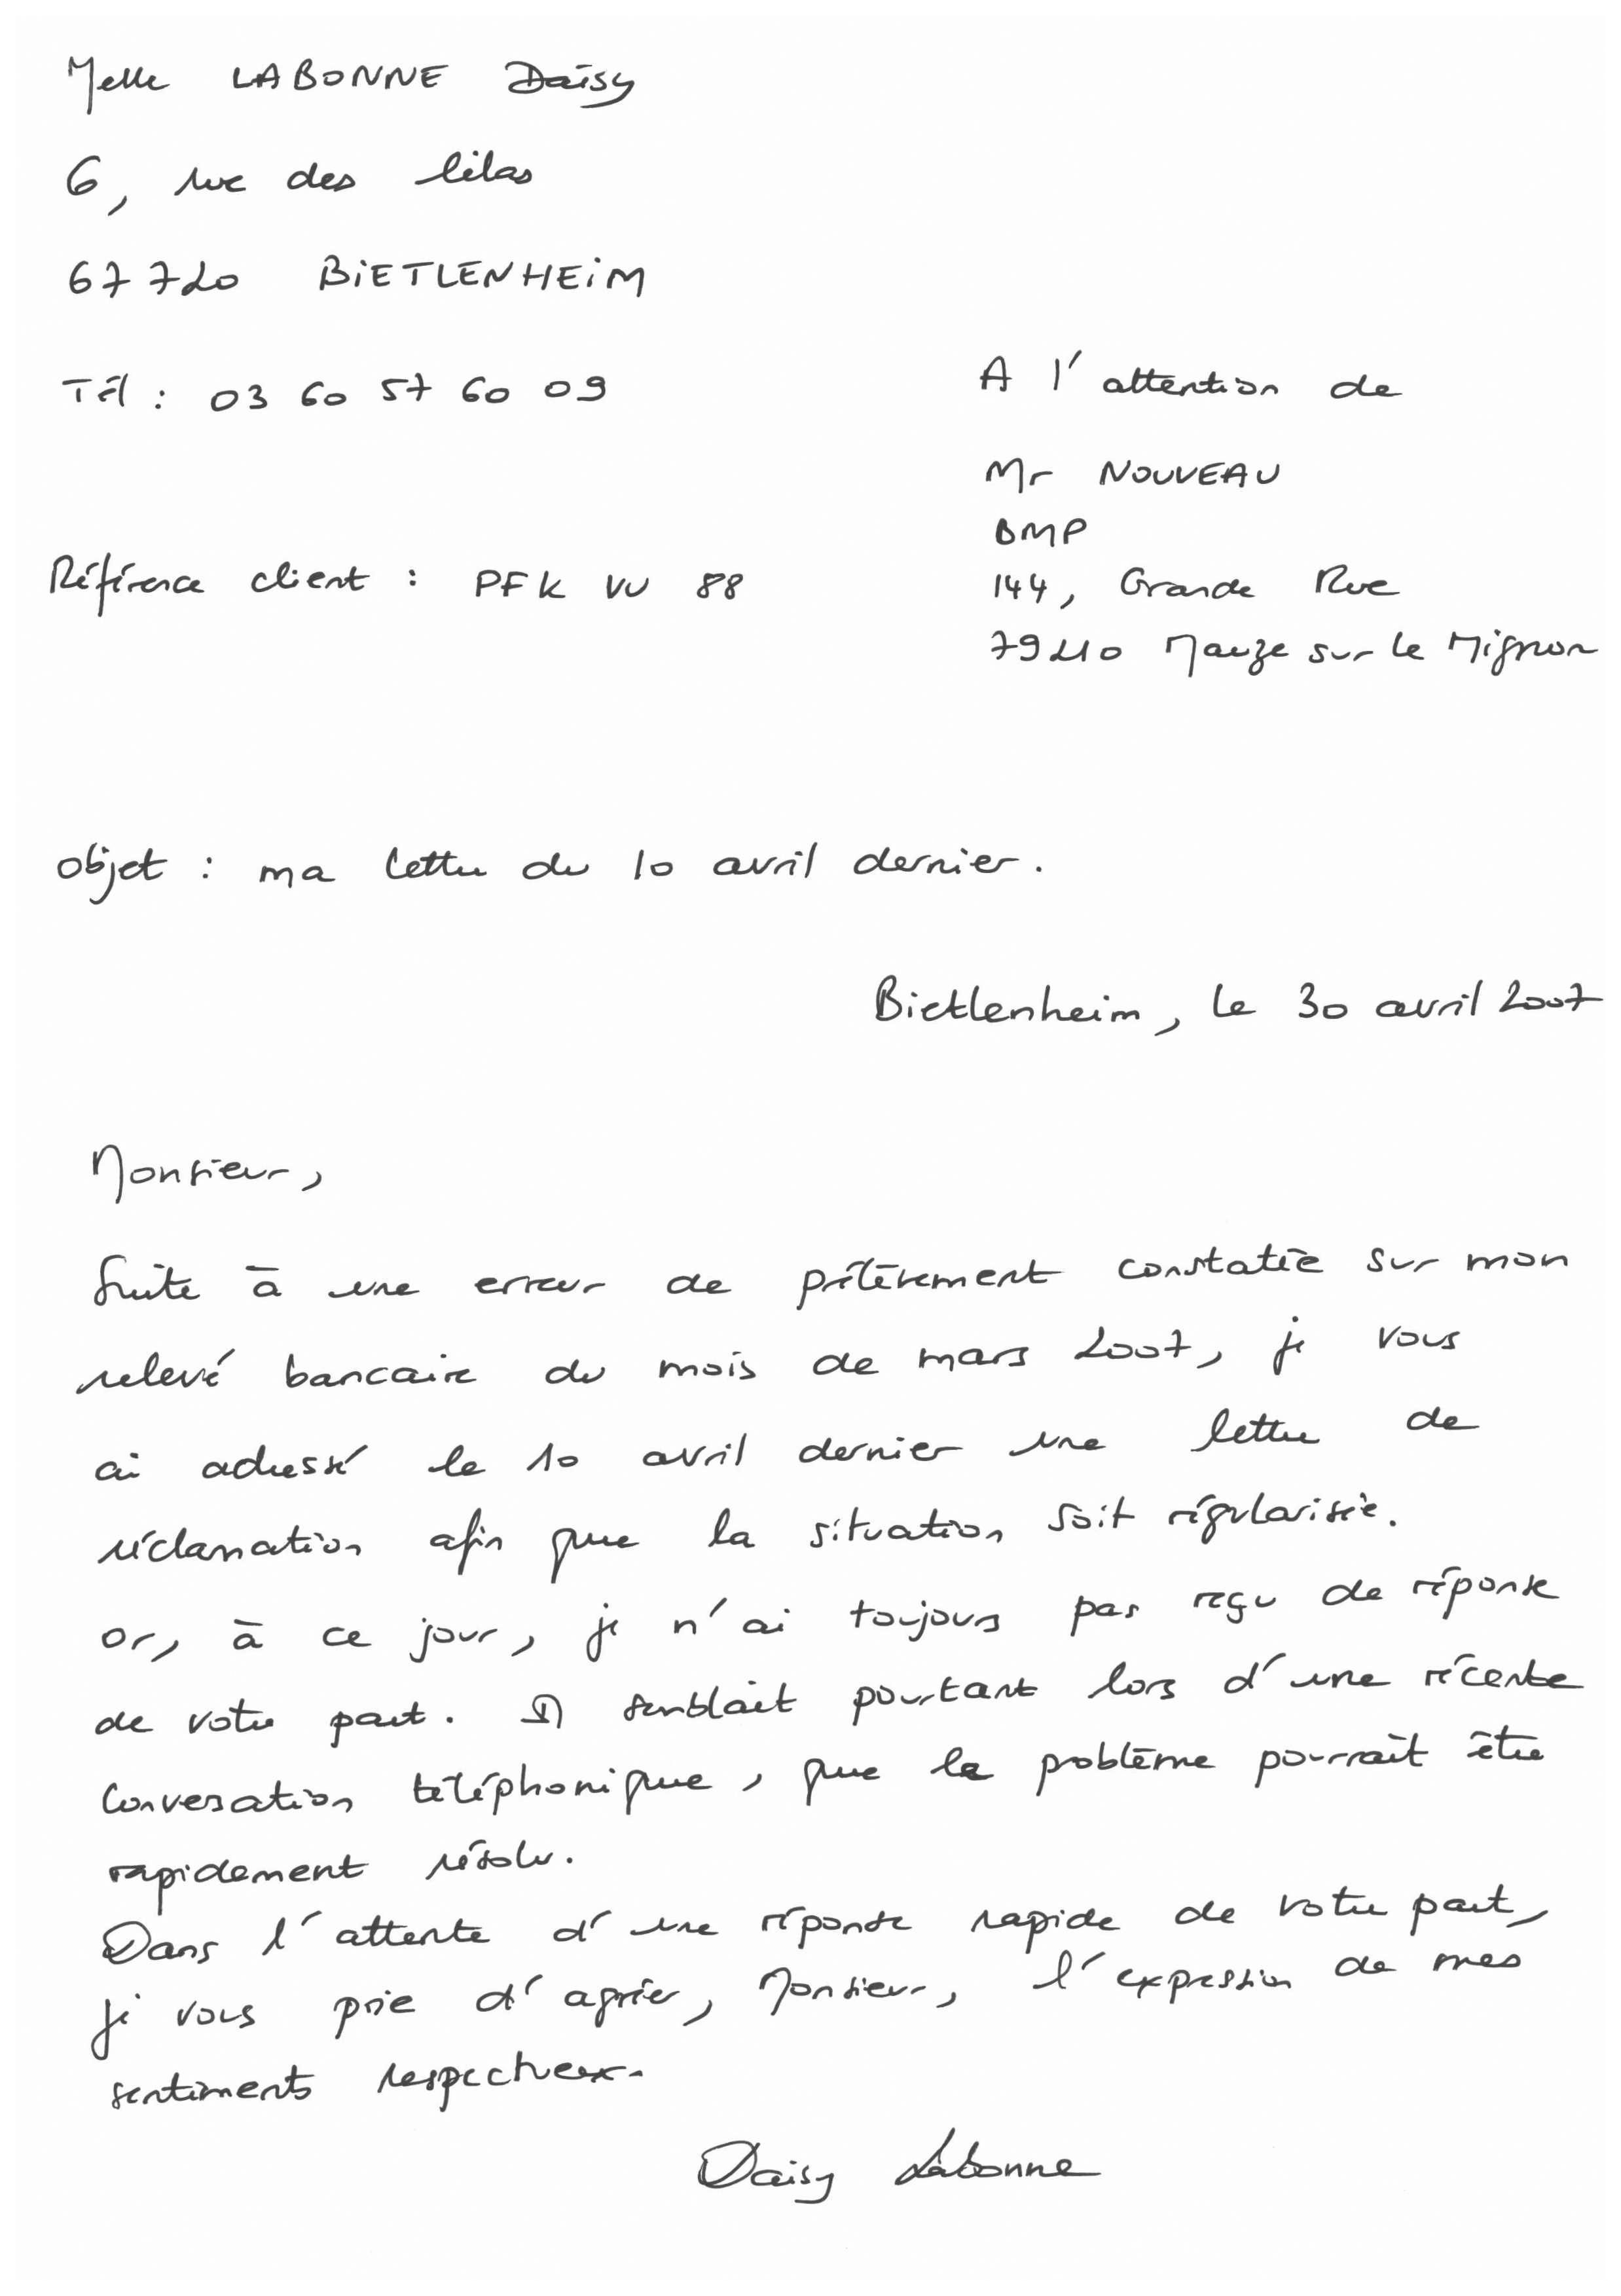 Melle LABONNE Daisy
6, rue des lilas
67720 BiETLENHEiM
Tél : 03 60 57 60 09
A l'attention de
Mr NOUVEAU
BMP
Référence client : PFK VU 88
144, Grande Rue
79210 Mauze sur le Mignon
Objet : ma lettre du 10 avril dernier.
Bietlenheim, le 30 avril 2007
Monsieur,
Suite à une erreur de prélèvement constatée sur mon
relevé bancaire du mois de mars 2007, je vous
ai adressé le 10 avril dernier une lettre de
réclamation afin que la situation soit régularisée.
Or, à ce jour, je n'ai toujours pas reçu de réponse
de votre part. Il semblait pourtant lors d'une récente
conversation téléphonique, que le problème pourrait être
rapidement résolu.
Dans l'attente d'une réponse rapide de votre part,
je vous prie d'agréer, Monsieur, l'expression de mes
sentiments respectueux.
Daisy Labonne